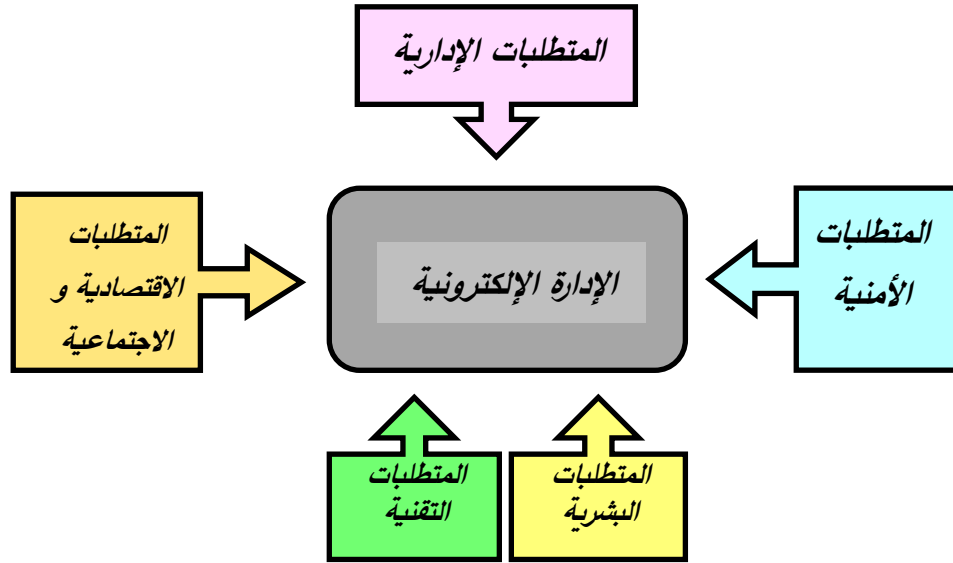 المتطلبات الإدارية
المتطلبات
الأمنية
الإدارة الإلكترونية
المتطلبات
الاقتصادية و
الاجتماعية
المتطلبات
البشرية
المتطلبات
التقنية